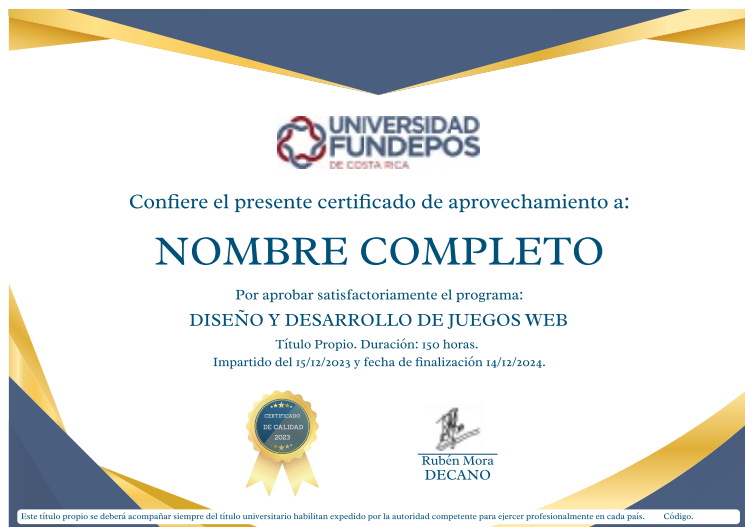 UNIVERSIDAD
FUNDEPOS
DE COSTA RICA
Confiere el presente certificado de aprovechamiento a:
NOMBRE COMPLETO
Por aprobar satisfactoriamente el programa:
DISEÑO Y DESARROLLO DE JUEGOS WEB
Título Propio. Duración: 150 horas.
Impartido del 15/12/2023 y fecha de finalización 14/12/2024.
CERTIFICADO
DE CALIDAD
2023
Rubén Mora
DECANO
Este título propio se deberá acompañar siempre del título universitario habilitan expedido por la autoridad competente para ejercer profesionalmente en cada país. Código.